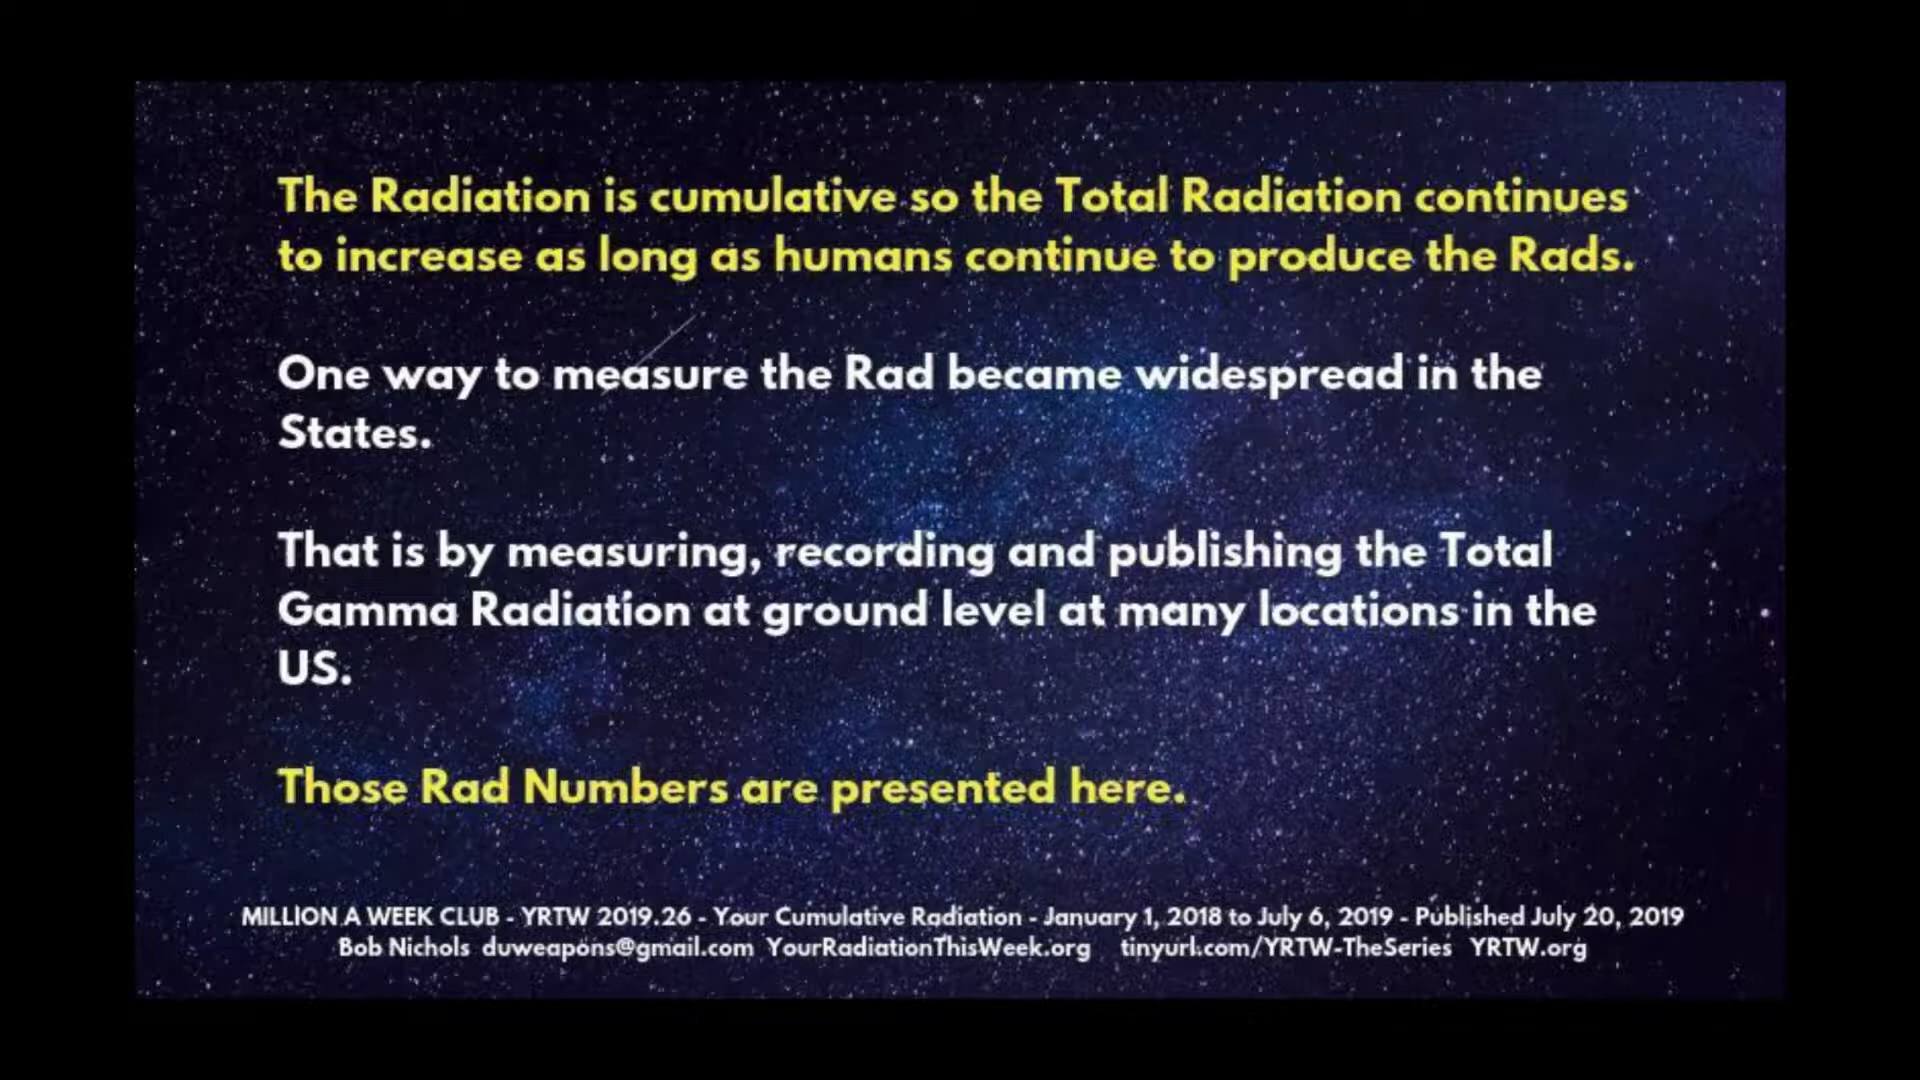 The Radiation is cumulative so the Total Radiation continues
to increase as long as humans continue to produce the Rads.
One way to measure the Rad became widespread in the
States.
That is by measuring, recording and publishing the Total
Gamma Radiation at ground level at many locations in the
US.
Those Rad Numbers are presented here.
MILLION A WEEK CLUB - YRTW 2019.26 - Your Cumulative Radiation - January 1, 2018 to July 6, 2019 - Published July 20, 2019
Bob Nichols duweapons@gmail.com YourRadiationThisWeek.org tinyurl.com/YRTW-TheSeries YRTW.org